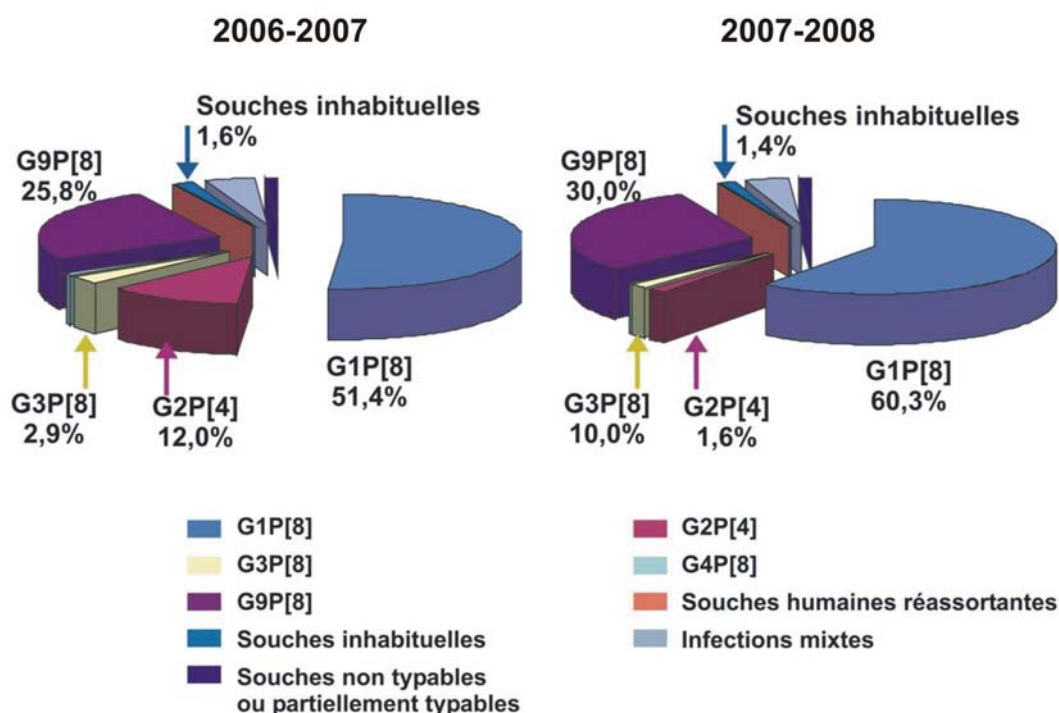 2006-2007
Souches inhabituelles
1,6%
G9P[8]
25,8%
G1P[8]
51,4%
G3P[8]
2,9%
G2P[4]
12,0%
2007-2008
Souches inhabituelles
1,4%
G9P[8]
30,0%
G1P[8]
60,3%
G3P[8]
10,0%
G2P[4]
1,6%
G1P[8]
G3P[8]
G9P[8]
Souches inhabituelles
Souches non typables
ou partiellement typables
G2P[4]
G4P[8]
Souches humaines réassortantes
Infections mixtes